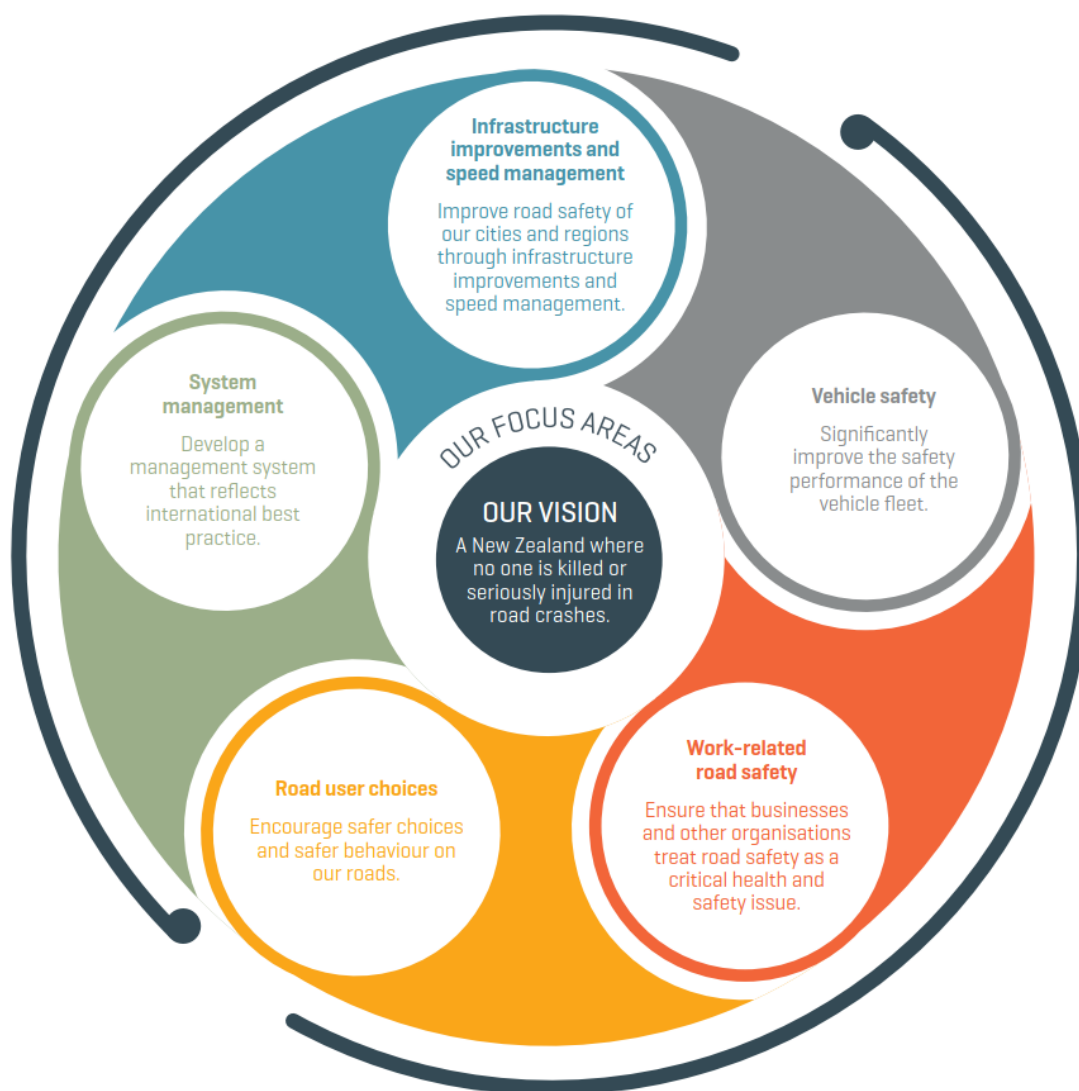 Infrastructure
improvements and
speed management
Improve road safety of
our cities and regions
through infrastructure
improvements and
speed management.
Vehicle safety
Significantly
improve the safety
performance of the
vehicle fleet.
System
management
Develop a
management system
that reflects
international best
practice.
OUR FOCUS AREAS
OUR VISION
A New Zealand where
no one is killed or
seriously injured in
road crashes.
Work-related
road safety
Ensure that businesses
and other organisations
treat road safety as a
critical health and
safety issue.
Road user choices
Encourage safer choices
and safer behaviour on
our roads.